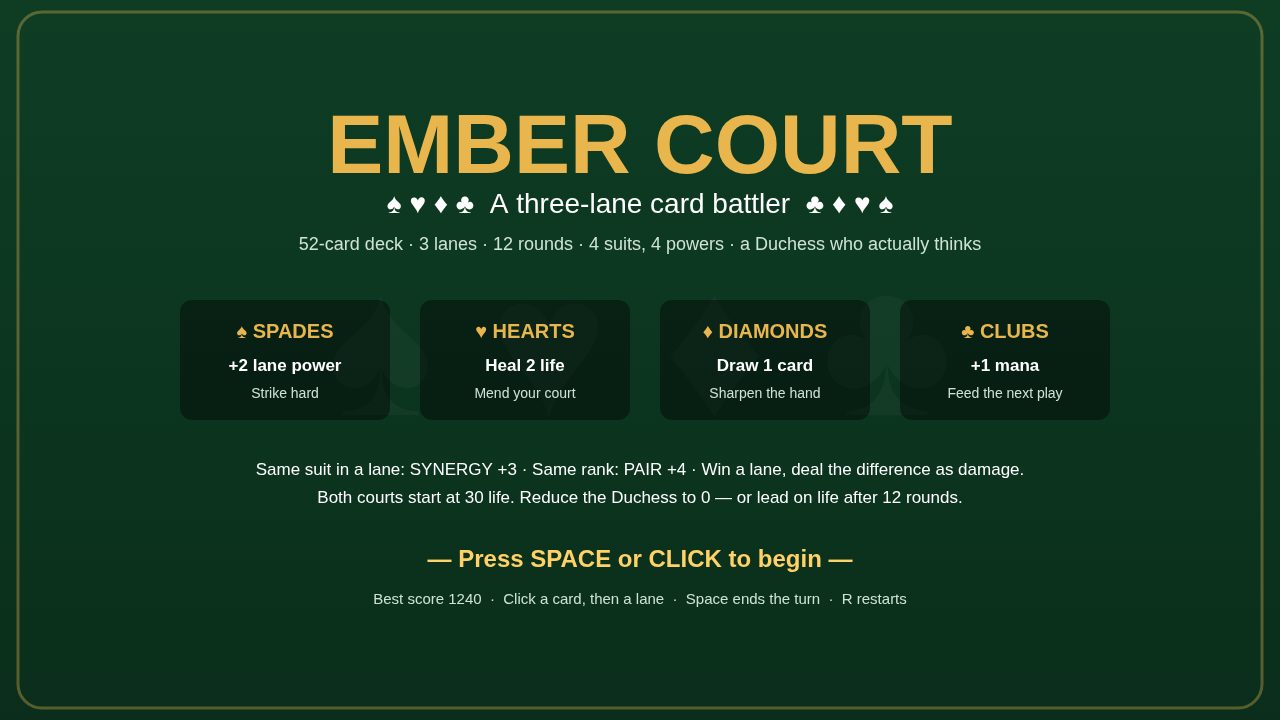 EMBER COURT
♠ ♥ ♦ ♣ A three-lane card battler ♣ ♦ ♥ ♠
52-card deck · 3 lanes · 12 rounds · 4 suits, 4 powers · a Duchess who actually thinks
♠ SPADES
+2 lane power
Strike hard
♥ HEARTS
Heal 2 life
Mend your court
♦ DIAMONDS
Draw 1 card
Sharpen the hand
♣ CLUBS
+1 mana
Feed the next play
Same suit in a lane: SYNERGY +3 · Same rank: PAIR +4 · Win a lane, deal the difference as damage.
Both courts start at 30 life. Reduce the Duchess to 0 — or lead on life after 12 rounds.
— Press SPACE or CLICK to begin —
Best score 1240 · Click a card, then a lane · Space ends the turn · R restarts